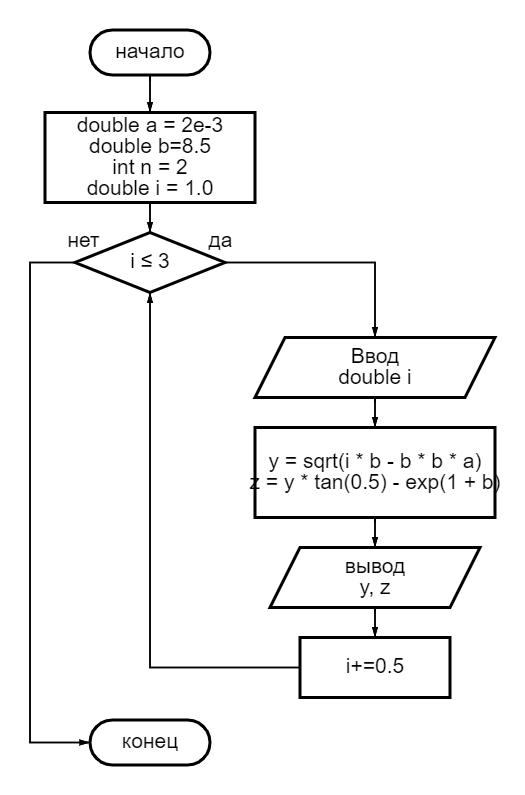 начало
double a = 2e-3
double b=8.5
int n = 2
double i = 1.0
нет
да
i ≤ 3
Ввод
double i
y = sqrt(i * b - b * b * a)
z = y * tan(0.5) - exp(1 + b)
вывод
y, z
i+=0.5
конец